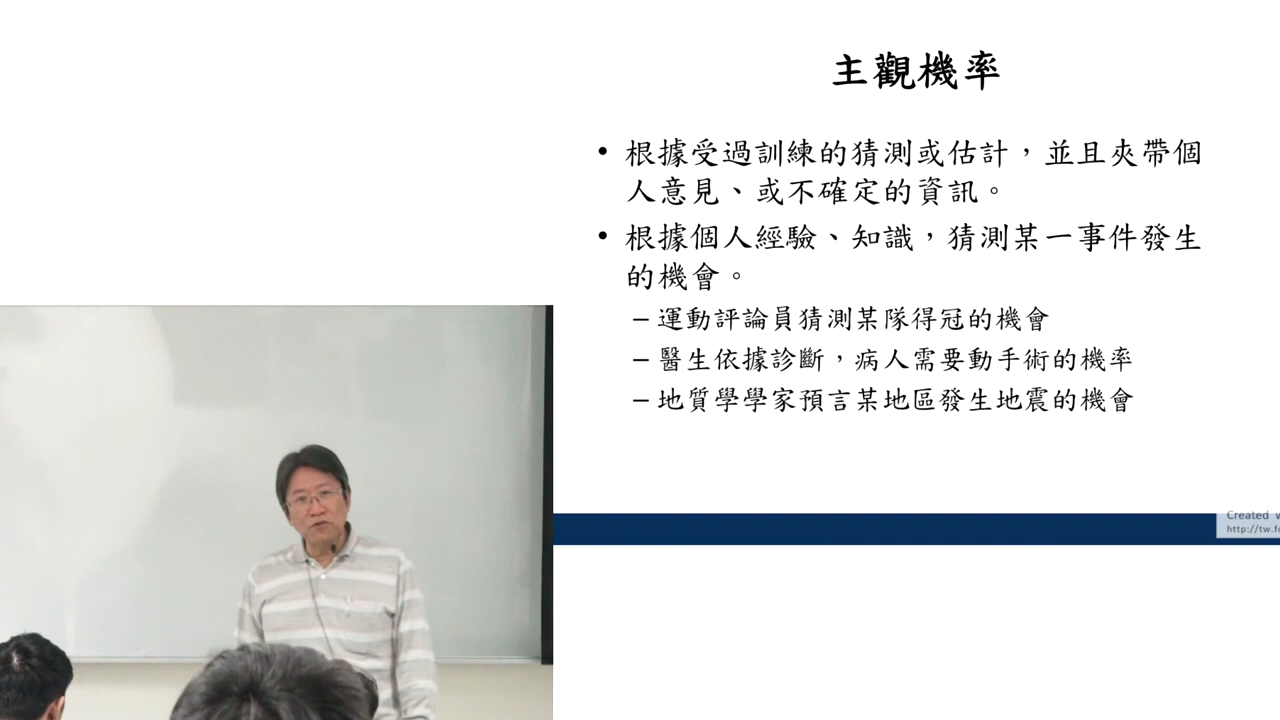 主觀機率
• 根據受過訓練的猜測或估計，並且夾帶個
人意見、或不確定的資訊。
• 根據個人經驗、知識，猜測某一事件發生
的機會。
– 運動評論員猜測某隊得冠的機會
– 醫生依據診斷，病人需要動手術的機率
– 地質學學家預言某地區發生地震的機會
Created
http://tw.fo